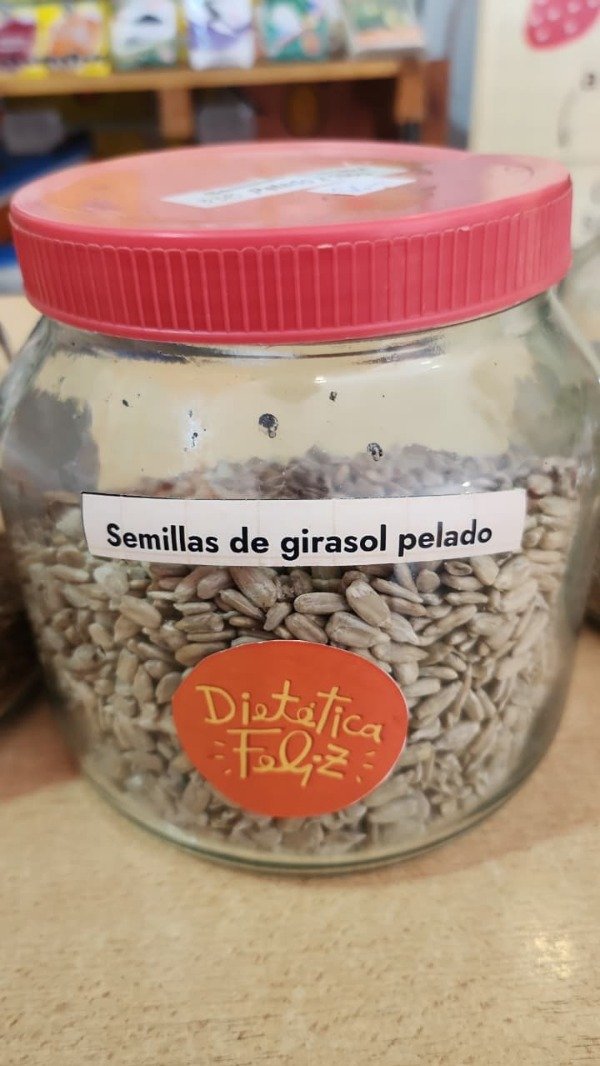 Semillas de girasol pelado
Dietética
Feliz